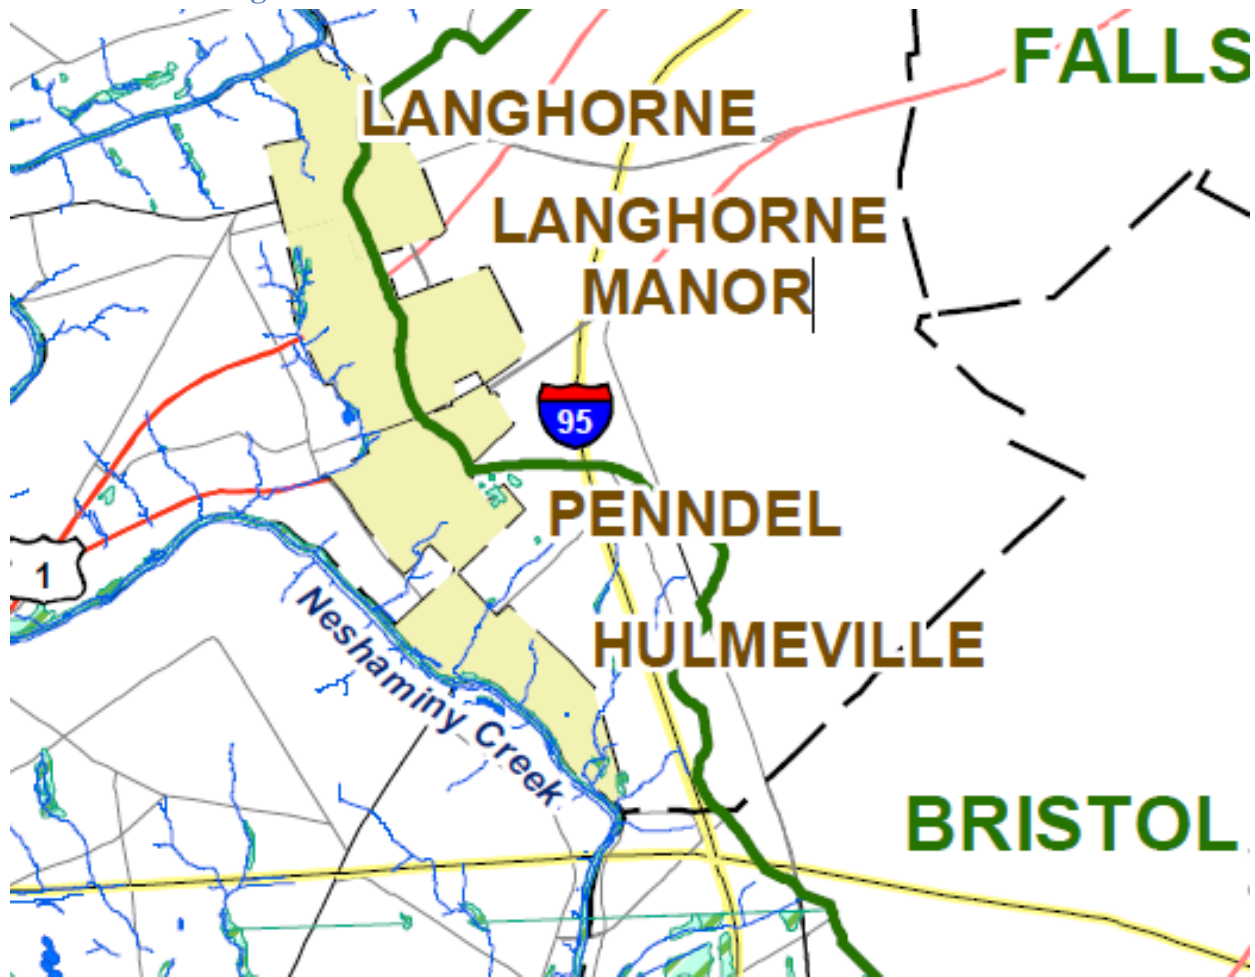 FALLS
LANGHORNE
LANGHORNE
MANOR
95
PENNDEL
1
HULMEVILLE
Neshaminy Creek
BRISTOL